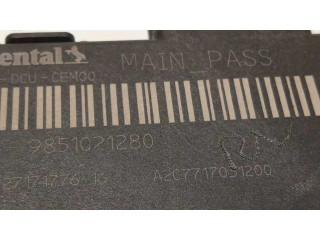 ental
-DCU-CEM00
MAIN PASS
9851021280
A2C7717051200